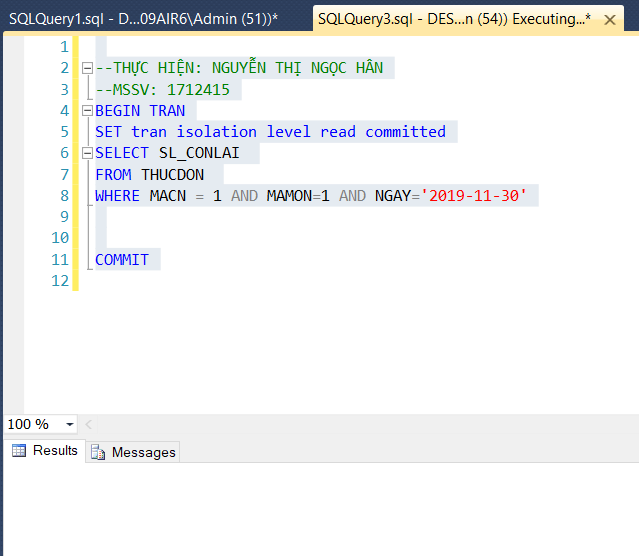 SQLQuery1.sql - D...09AIR6\Admin (51))* SQLQuery3.sql - DES...n (54)) Executing...* ×
1
2 --THỰC HIỆN: NGUYỄN THỊ NGỌC HÂN
3 --MSSV: 1712415
4 BEGIN TRAN
5 SET tran isolation level read committed
6 SELECT SL_CONLAI
7 FROM THUCDON
8 WHERE MACN = 1 AND MAMON=1 AND NGAY='2019-11-30'
9
10
11 COMMIT
12
100 %
Results Messages